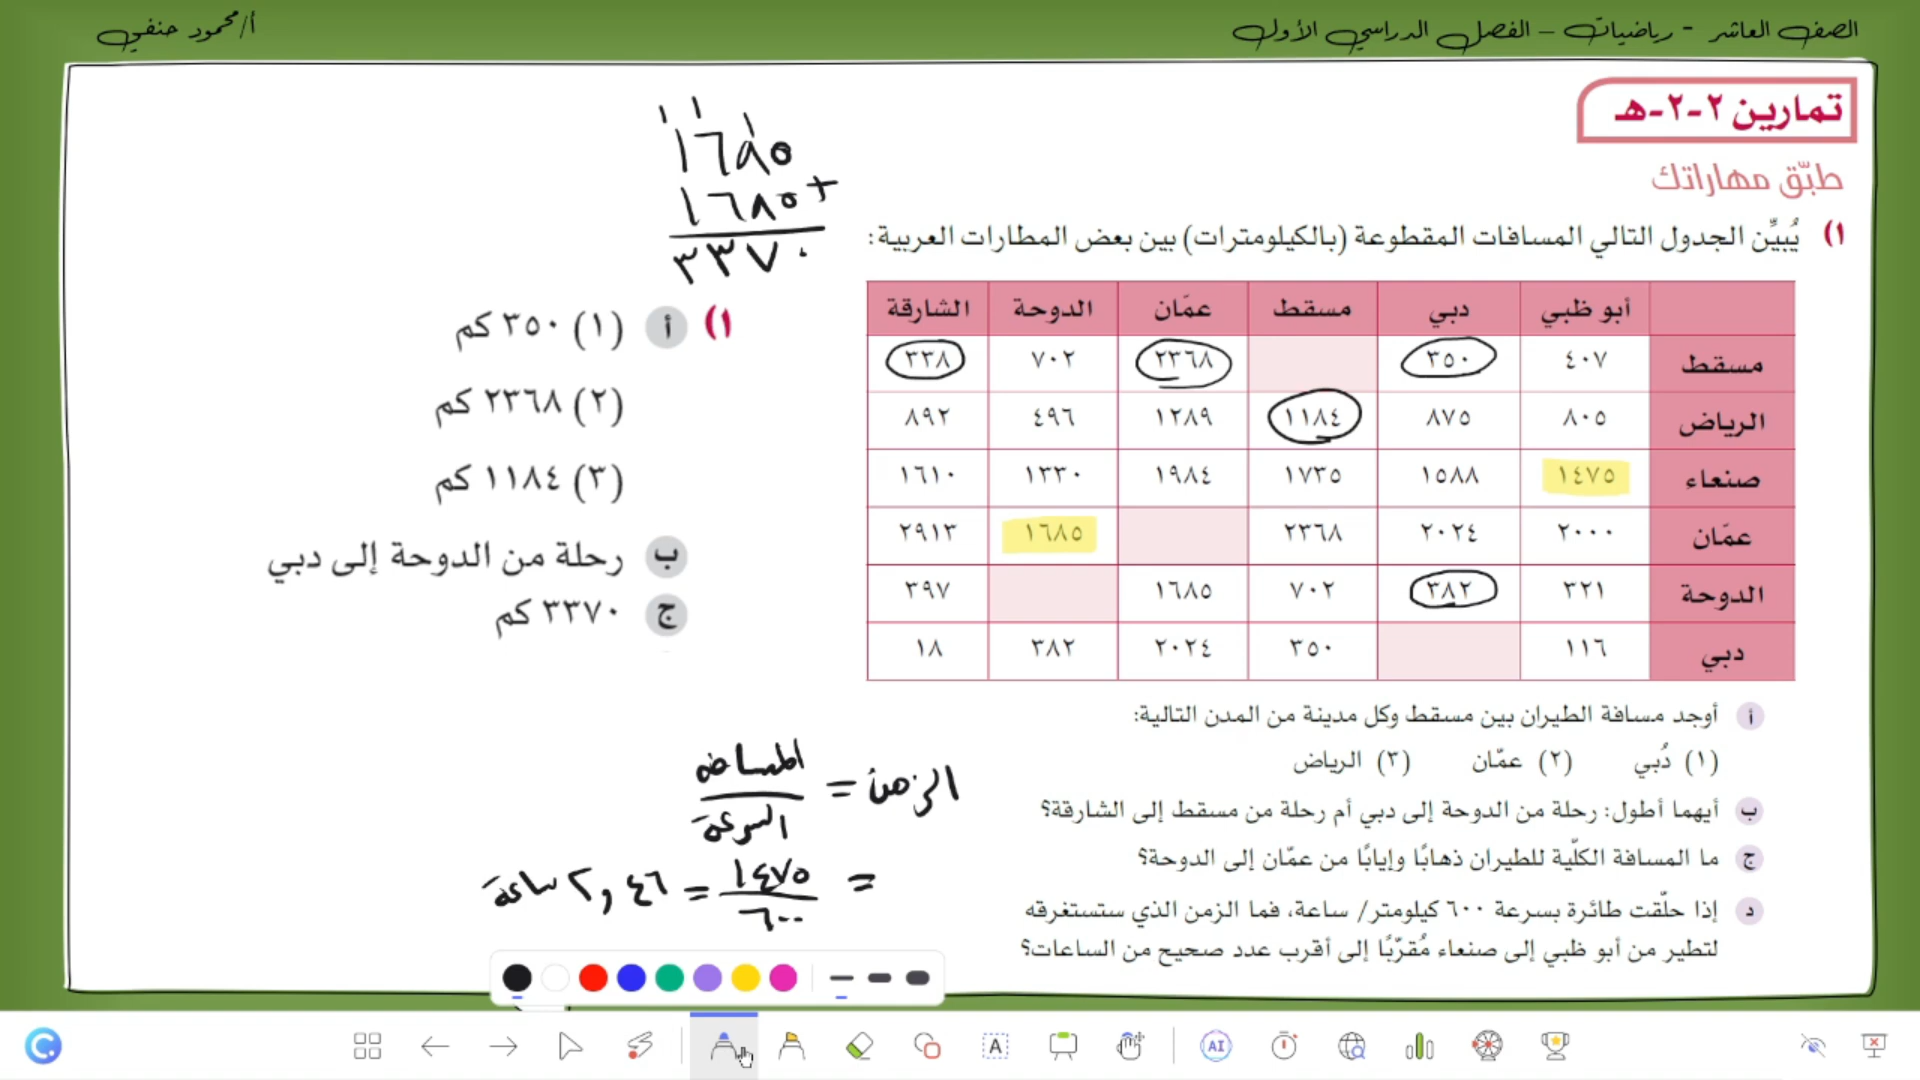 الصف العاشر - رياضيات - الفصل الدراسي الأول
أ/محمود حنفي
تمارين ٢-٢-هـ
طبّق مهاراتك
١) يُبيِّن الجدول التالي المسافات المقطوعة (بالكيلومترات) بين بعض المطارات العربية:
أبو ظبي دبي مسقط عمّان الدوحة الشارقة
مسقط ٤٠٧ ٣٥٠ ٢٣٦٨ ٧٠٢ ٣٣٨
الرياض ٨٠٥ ٨٧٥ ١١٨٤ ١٢٨٩ ٤٩٦ ٨٩٢
صنعاء ١٤٧٥ ١٥٨٨ ١٧٣٥ ١٩٨٤ ١٣٣٠ ١٦١٠
عمّان ٢٠٠٠ ٢٠٢٤ ٢٣٦٨ ١٦٨٥ ٢٩١٣
الدوحة ٣٢١ ٣٨٢ ٧٠٢ ١٦٨٥ ٣٩٧
دبي ١١٦ ٣٥٠ ٢٠٢٤ ٣٨٢ ١٨
أ أوجد مسافة الطيران بين مسقط وكل مدينة من المدن التالية:
(١) دُبي (٢) عمّان (٣) الرياض
ب أيهما أطول: رحلة من الدوحة إلى دبي أم رحلة من مسقط إلى الشارقة؟
ج ما المسافة الكلّية للطيران ذهابًا وإيابًا من عمّان إلى الدوحة؟
د إذا حلّقت طائرة بسرعة ٦٠٠ كيلومتر/ ساعة، فما الزمن الذي ستستغرقه
لتطير من أبو ظبي إلى صنعاء مُقرّبًا إلى أقرب عدد صحيح من الساعات؟
١ ١ ١
١٦٨٥
١٦٨٥ +
٣٣٧٠
١) أ (١) ٣٥٠ كم
(٢) ٢٣٦٨ كم
(٣) ١١٨٤ كم
ب رحلة من الدوحة إلى دبي
ج ٣٣٧٠ كم
الزمن = المسافة
السرعة
= ١٤٧٥ = ٢,٤٦ ساعة
٦٠٠
A
AI